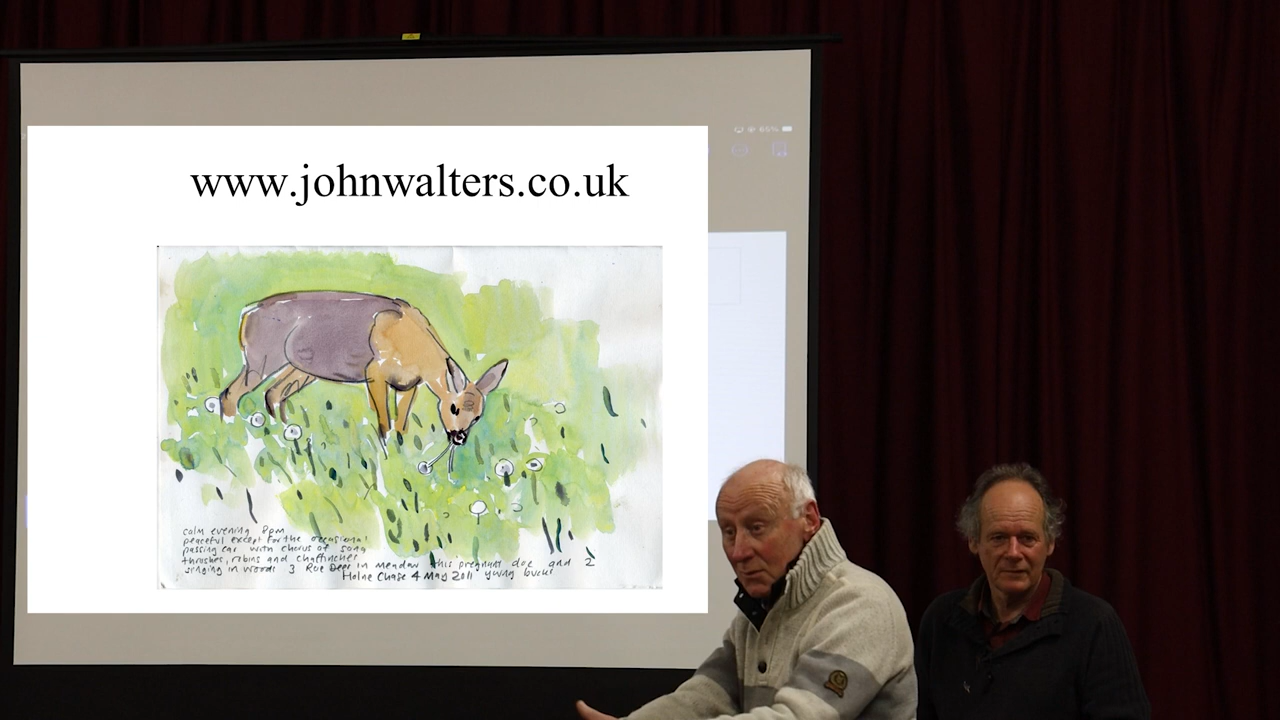 65%
www.johnwalters.co.uk
calm evening 8pm
peaceful except for the occasional
passing car with chorus of song
thrushes, robins and chaffinches
singing in woods 3 Roe Deer in meadow this pregnant doe and 2
Holne Chase 4 May 2011 young bucks